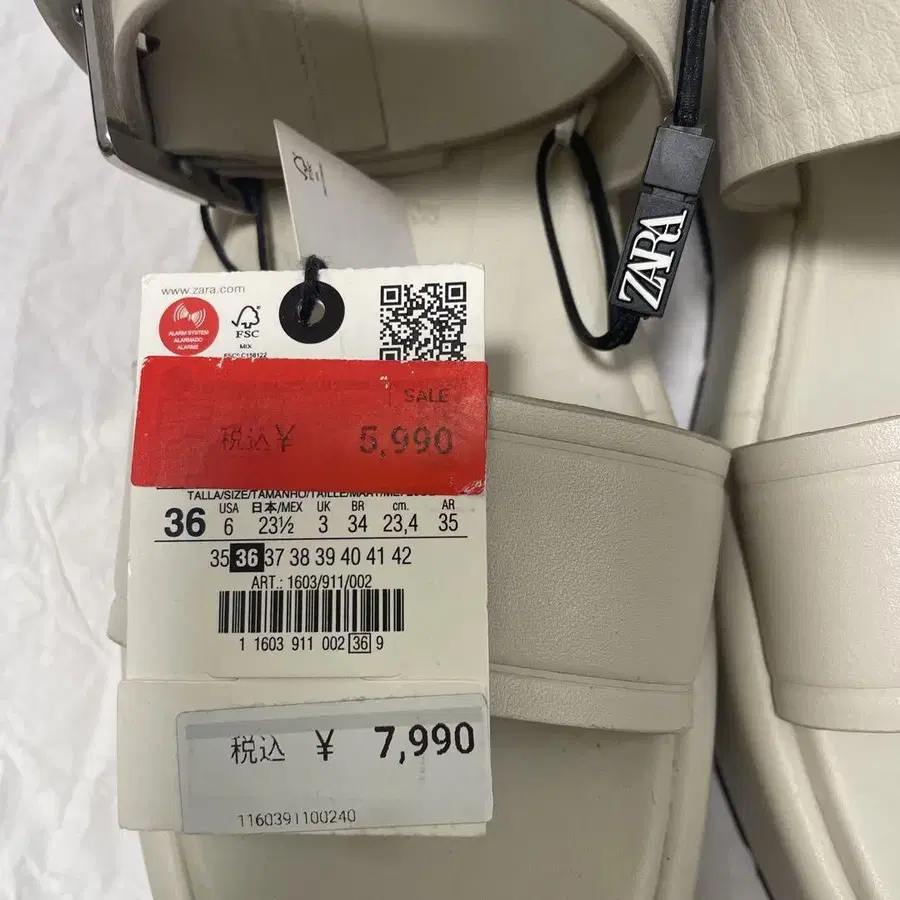 ZARA
www.zara.com
ALARM SYSTEM
ALARMADO
ALARME
FSC
MIX
SALE
税込¥ 5,990
TALLA/SIZE/TAMANHO/TAILLE/
USA 日本/MEX UK BR cm. AR
36 6 23½ 3 34 23,4 35
35 36 37 38 39 40 41 42
ART.: 1603/911/002
1 1603 911 002 36 9
税込 ¥ 7,990
1160391100240